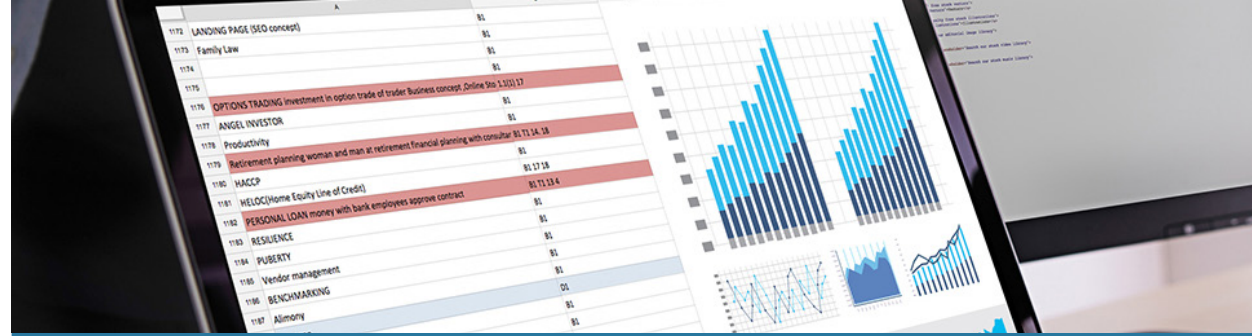 A
1172 LANDING PAGE (SEO concept) B1
1173 Family Law B1
1174 B1
1175 B1
1176 OPTIONS TRADING investment in option trade of trader Business concept ,Online Sto 1.1(1) 17
1177 ANGEL INVESTOR B1
1178 Productivity B1
1179 Retirement planning woman and man at retirement financial planning with consultar B1 T1 14, 18
1180 HACCP B1
1181 HELOC(Home Equity Line of Credit) B1 17 18
1182 PERSONAL LOAN money with bank employees approve contract B1 T1 13 4
1183 RESILIENCE B1
1184 PUBERTY B1
1185 Vendor management B1
1186 BENCHMARKING B1
1187 Alimony B1
D1
B1
B1